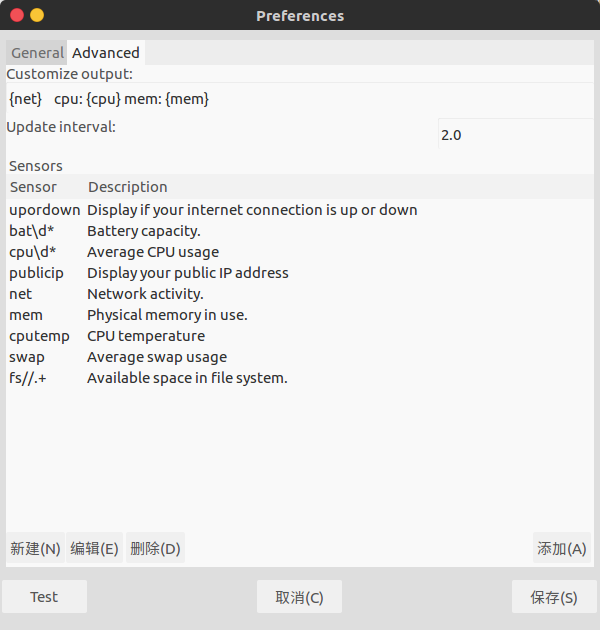 Preferences
General Advanced
Customize output:
{net} cpu: {cpu} mem: {mem}
Update interval: 2.0
Sensors
Sensor Description
upordown Display if your internet connection is up or down
bat\d* Battery capacity.
cpu\d* Average CPU usage
publicip Display your public IP address
net Network activity.
mem Physical memory in use.
cputemp CPU temperature
swap Average swap usage
fs//.+ Available space in file system.
新建(N) 编辑(E) 删除(D) 添加(A)
Test 取消(C) 保存(S)